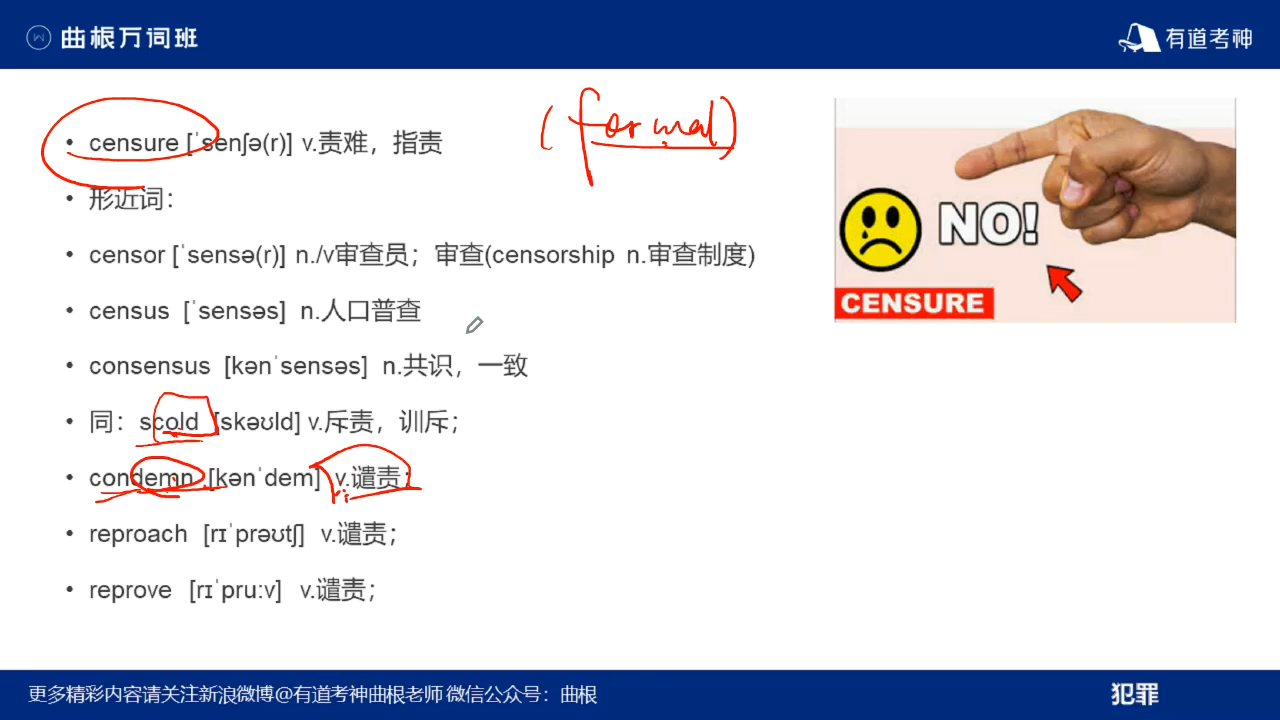 曲根万词班
有道考神
• censure [ˈsenʃə(r)] v.责难，指责
(formal)
• 形近词：
• censor [ˈsensə(r)] n./v审查员；审查(censorship n.审查制度)
• census [ˈsensəs] n.人口普查
• consensus [kənˈsensəs] n.共识，一致
• 同：scold [skəʊld] v.斥责，训斥；
• condemn [kənˈdem] v.谴责；
• reproach [rɪˈprəʊtʃ] v.谴责；
• reprove [rɪˈpru:v] v.谴责；
NO!
CENSURE
更多精彩内容请关注新浪微博@有道考神曲根老师 微信公众号：曲根
犯罪